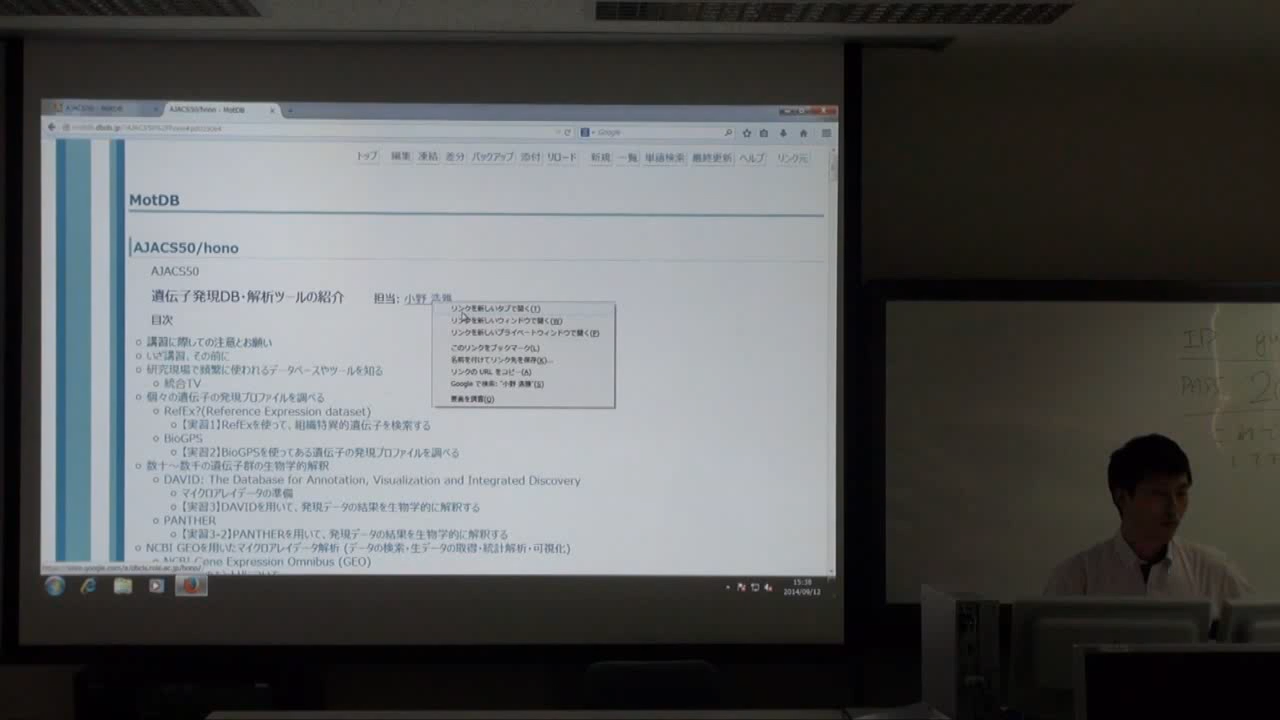 AJACS50/hono - MotDB
Google
トップ 編集 凍結 差分 バックアップ 添付 リロード 新規 一覧 単語検索 最終更新 ヘルプ リンク元
MotDB
AJACS50/hono
AJACS50
遺伝子発現DB・解析ツールの紹介 担当: 小野 浩雅
目次
リンクを新しいタブで開く(T)
リンクを新しいウィンドウで開く(W)
リンクを新しいプライベートウィンドウで開く(P)
このリンクをブックマーク(L)
名前を付けてリンク先を保存(K)...
リンクの URL をコピー(A)
Google で検索: "小野 浩雅"(S)
要素を調査(Q)
講習に際しての注意とお願い
いざ講習、その前に
研究現場で頻繁に使われるデータベースやツールを知る
統合TV
個々の遺伝子の発現プロファイルを調べる
RefEx?(Reference Expression dataset)
【実習1】RefExを使って、組織特異的遺伝子を検索する
BioGPS
【実習2】BioGPSを使ってある遺伝子の発現プロファイルを調べる
数十～数千の遺伝子群の生物学的解釈
DAVID: The Database for Annotation, Visualization and Integrated Discovery
マイクロアレイデータの準備
【実習3】DAVIDを用いて、発現データの結果を生物学的に解釈する
PANTHER
【実習3-2】PANTHERを用いて、発現データの結果を生物学的に解釈する
NCBI GEOを用いたマイクロアレイデータ解析 (データの検索・生データの取得・統計解析・可視化)
NCBI Gene Expression Omnibus (GEO)
15:38
2014/09/12
ID
PASS